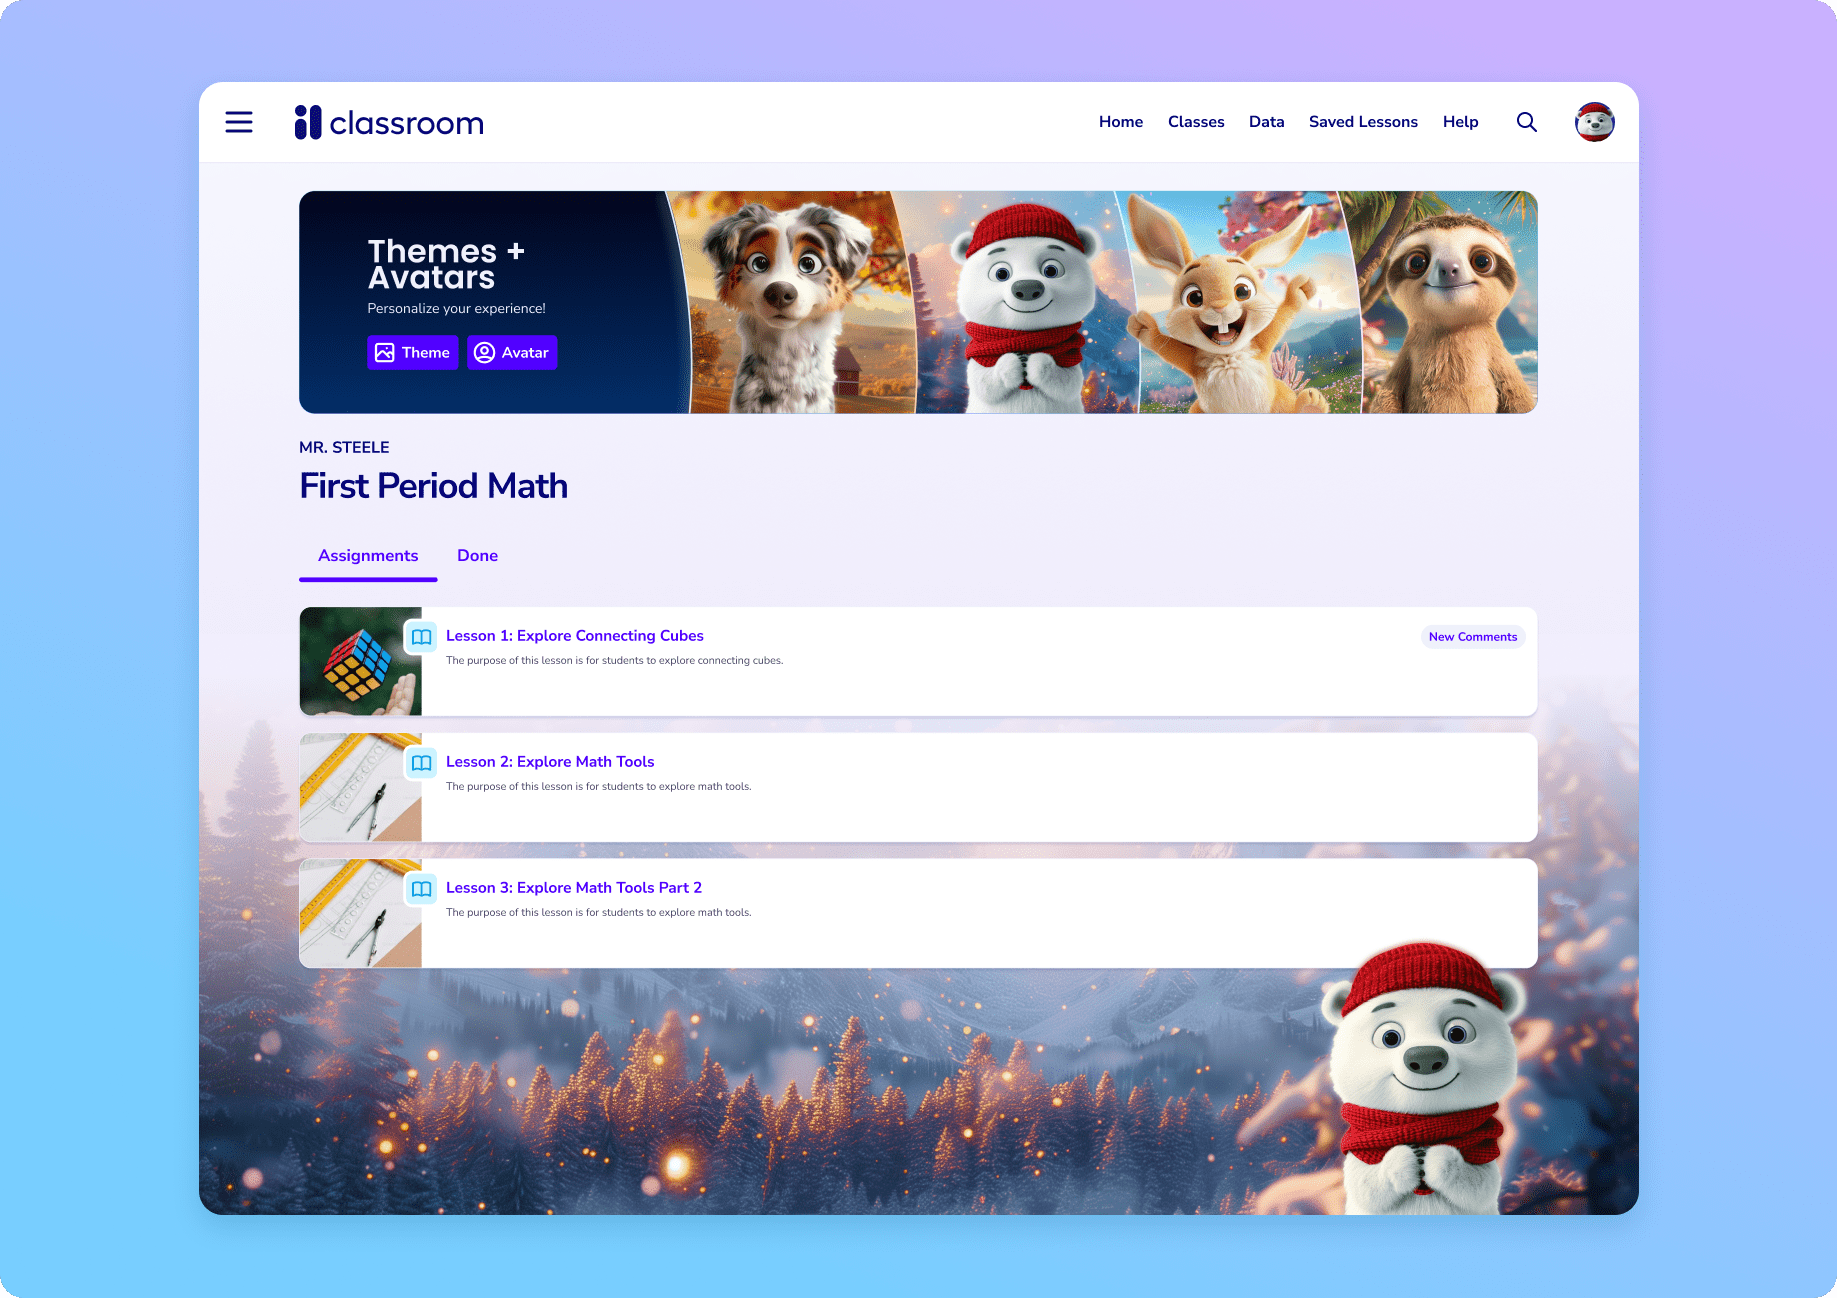 classroom
Home Classes Data Saved Lessons Help
Themes +
Avatars
Personalize your experience!
Theme Avatar
MR. STEELE
First Period Math
Assignments Done
Lesson 1: Explore Connecting Cubes
New Comments
The purpose of this lesson is for students to explore connecting cubes.
Lesson 2: Explore Math Tools
The purpose of this lesson is for students to explore math tools.
Lesson 3: Explore Math Tools Part 2
The purpose of this lesson is for students to explore math tools.